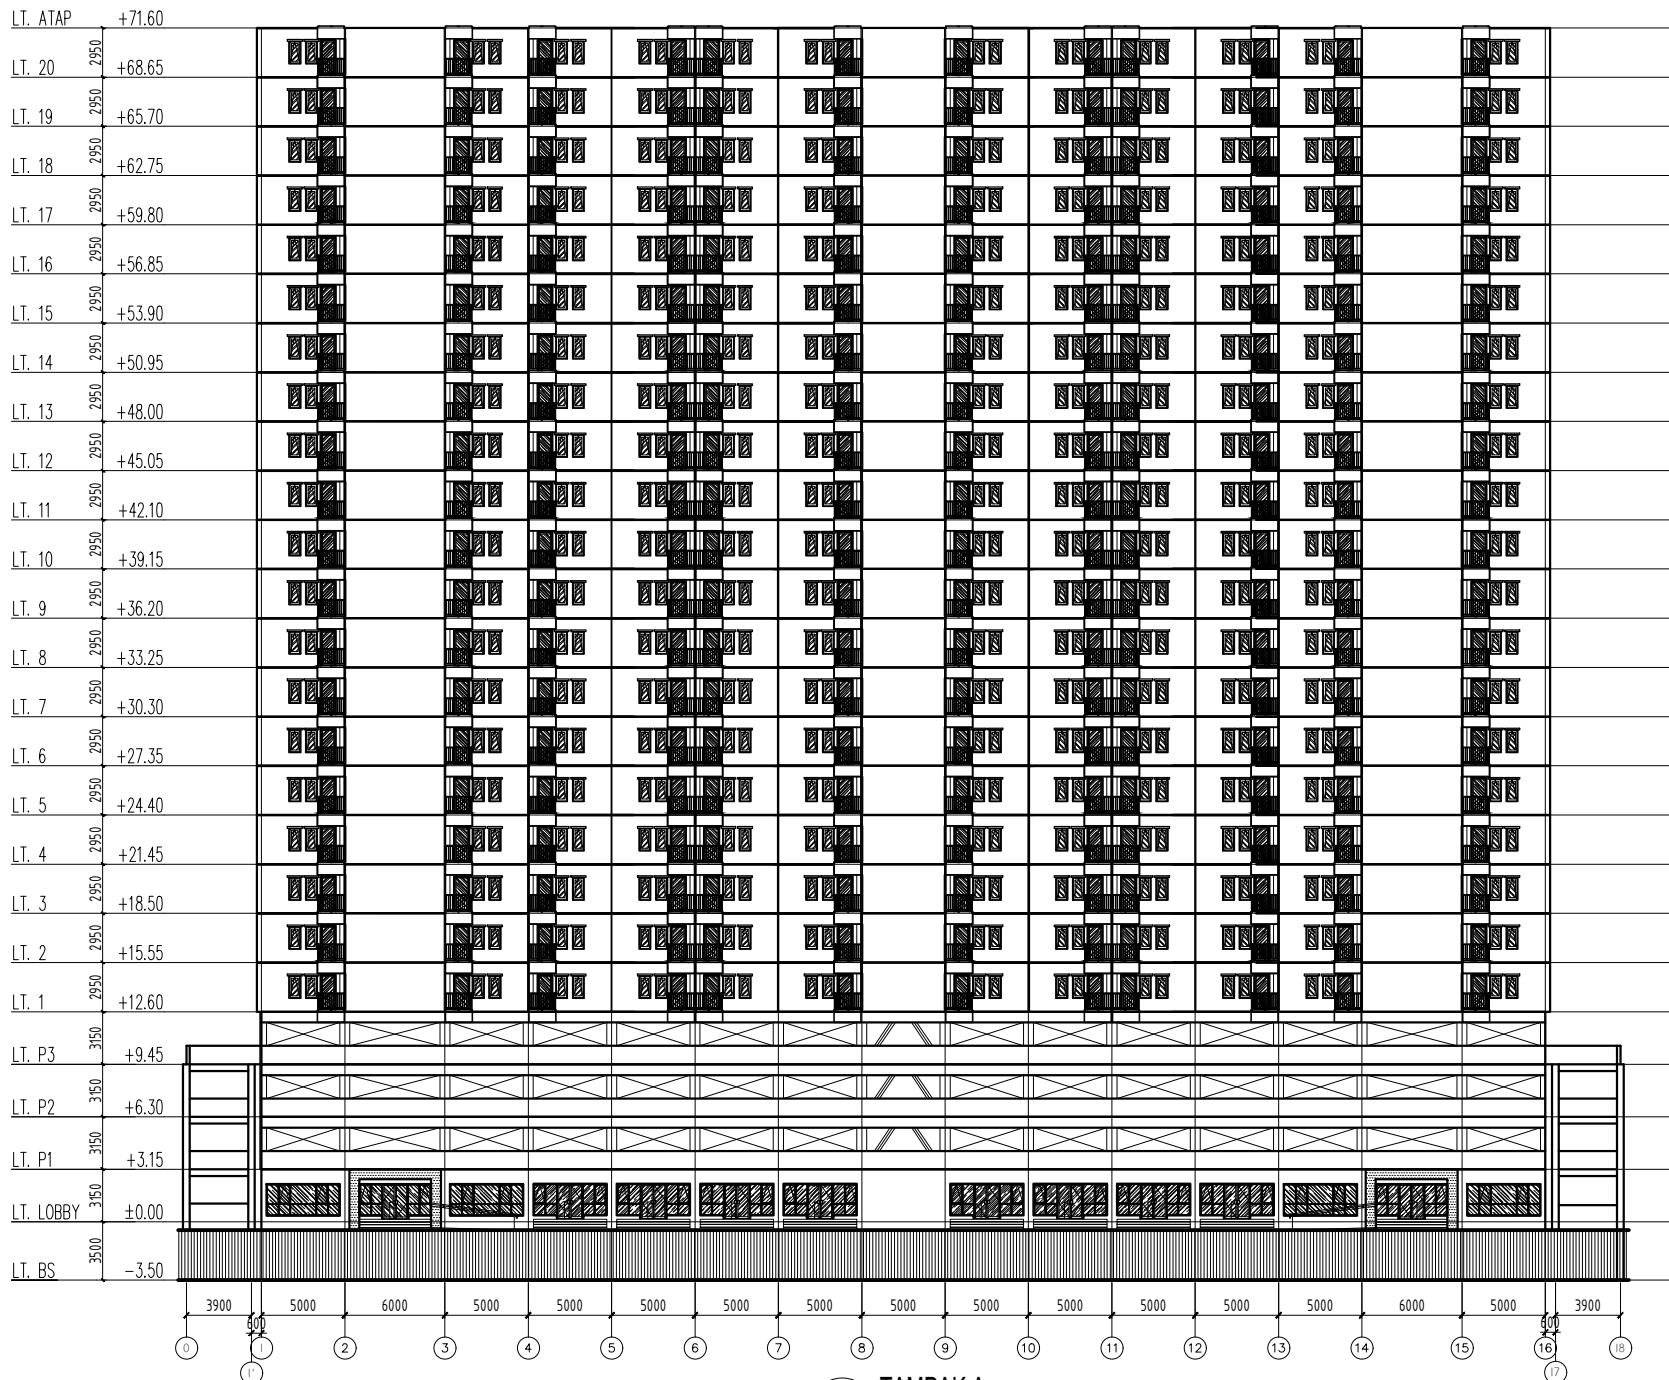 LT. ATAP +71.60
2950
LT. 20 +68.65
2950
LT. 19 +65.70
2950
LT. 18 +62.75
2950
LT. 17 +59.80
2950
LT. 16 +56.85
2950
LT. 15 +53.90
2950
LT. 14 +50.95
2950
LT. 13 +48.00
2950
LT. 12 +45.05
2950
LT. 11 +42.10
2950
LT. 10 +39.15
2950
LT. 9 +36.20
2950
LT. 8 +33.25
2950
LT. 7 +30.30
2950
LT. 6 +27.35
2950
LT. 5 +24.40
2950
LT. 4 +21.45
2950
LT. 3 +18.50
2950
LT. 2 +15.55
2950
LT. 1 +12.60
3150
LT. P3 +9.45
3150
LT. P2 +6.30
3150
LT. P1 +3.15
3150
LT. LOBBY ±0.00
3500
LT. BS -3.50
3900 5000 6000 5000 5000 5000 5000 5000 5000 5000 5000 5000 5000 5000 6000 5000 3900
600 600
0 1 2 3 4 5 6 7 8 9 10 11 12 13 14 15 16 18
1' 17
TAMPAK A